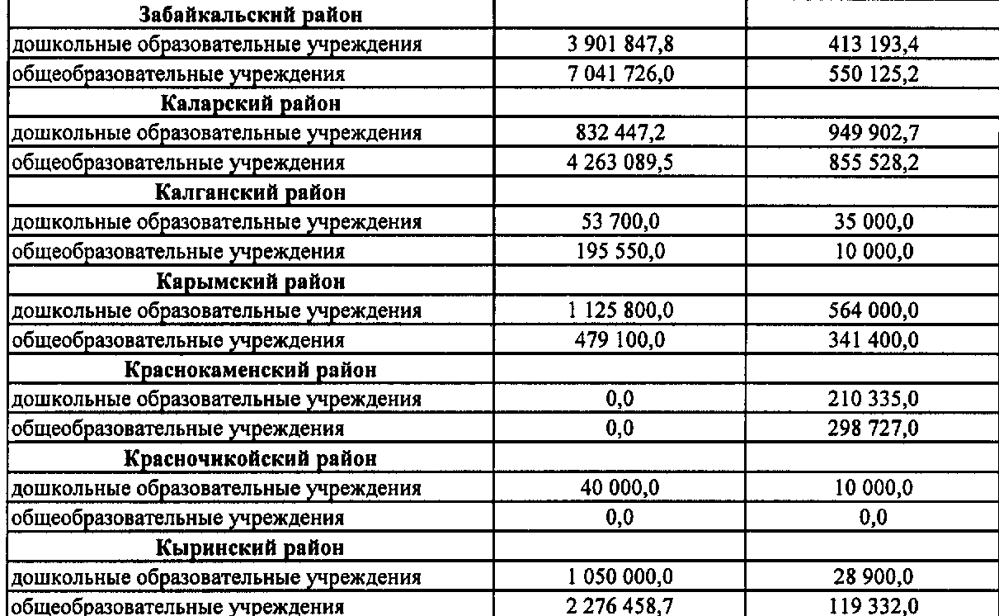 Забайкальский район
дошкольные образовательные учреждения 3 901 847,8 413 193,4
общеобразовательные учреждения 7 041 726,0 550 125,2
Каларский район
дошкольные образовательные учреждения 832 447,2 949 902,7
общеобразовательные учреждения 4 263 089,5 855 528,2
Калганский район
дошкольные образовательные учреждения 53 700,0 35 000,0
общеобразовательные учреждения 195 550,0 10 000,0
Карымский район
дошкольные образовательные учреждения 1 125 800,0 564 000,0
общеобразовательные учреждения 479 100,0 341 400,0
Краснокаменский район
дошкольные образовательные учреждения 0,0 210 335,0
общеобразовательные учреждения 0,0 298 727,0
Красночикойский район
дошкольные образовательные учреждения 40 000,0 10 000,0
общеобразовательные учреждения 0,0 0,0
Кыринский район
дошкольные образовательные учреждения 1 050 000,0 28 900,0
общеобразовательные учреждения 2 276 458,7 119 332,0